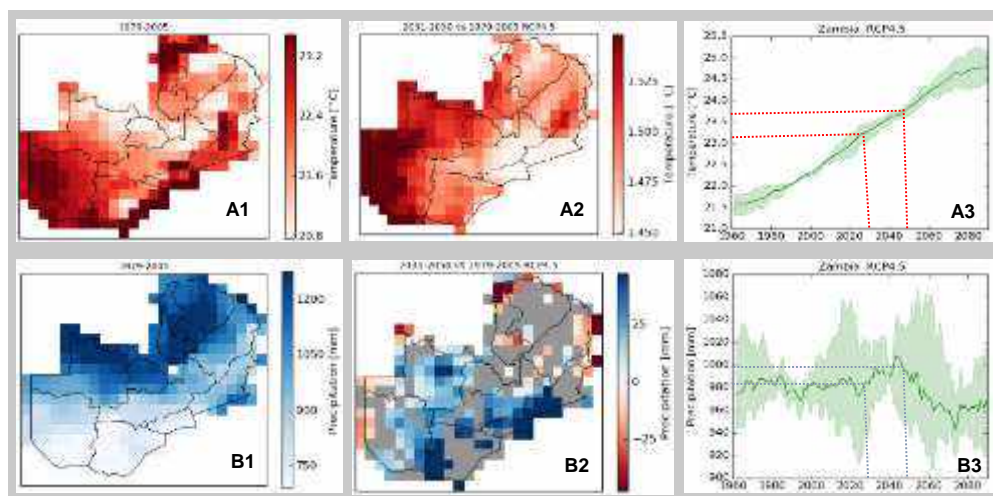 1979-2005
23.2
22.4
21.6
20.8
Temperature [°C]
A1
2031-2050 vs 1979-2005 RCP4.5
1.525
1.500
1.475
1.450
Temperature [°C]
A2
Zambia RCP4.5
25.5
25.0
24.5
24.0
23.5
23.0
22.5
22.0
21.5
21.0
Temperature [°C]
1960 1980 2000 2020 2040 2060 2080
A3
1979-2005
1200
1050
900
750
Precipitation [mm]
B1
2031-2050 vs 1979-2005 RCP4.5
25
0
−25
Precipitation [mm]
B2
Zambia RCP4.5
1080
1060
1040
1020
1000
980
960
940
920
900
Precipitation [mm]
1960 1980 2000 2020 2040 2060 2080
B3